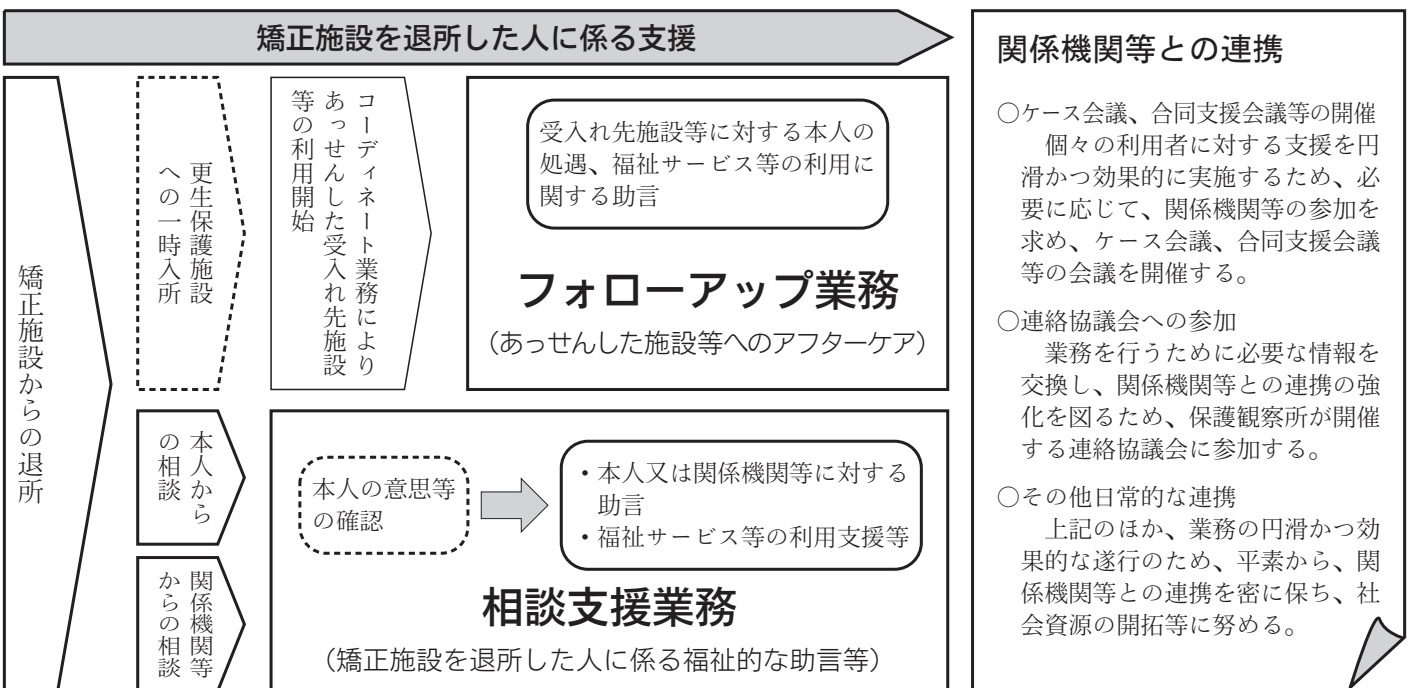 矯正施設を退所した人に係る支援
矯正施設からの退所
更生保護施設
への一時入所
コーディネート業務により
あっせんした受入れ先施設
等の利用開始
受入れ先施設等に対する本人の
処遇、福祉サービス等の利用に
関する助言
フォローアップ業務
(あっせんした施設等へのアフターケア)
本人から
の相談
関係機関等
からの相談
本人の意思等
の確認
・本人又は関係機関等に対する
助言
・福祉サービス等の利用支援等
相談支援業務
(矯正施設を退所した人に係る福祉的な助言等)
関係機関等との連携
○ケース会議、合同支援会議等の開催
個々の利用者に対する支援を円
滑かつ効果的に実施するため、必
要に応じて、関係機関等の参加を
求め、ケース会議、合同支援会議
等の会議を開催する。
○連絡協議会への参加
業務を行うために必要な情報を
交換し、関係機関等との連携の強
化を図るため、保護観察所が開催
する連絡協議会に参加する。
○その他日常的な連携
上記のほか、業務の円滑かつ効
果的な遂行のため、平素から、関
係機関等との連携を密に保ち、社
会資源の開拓等に努める。